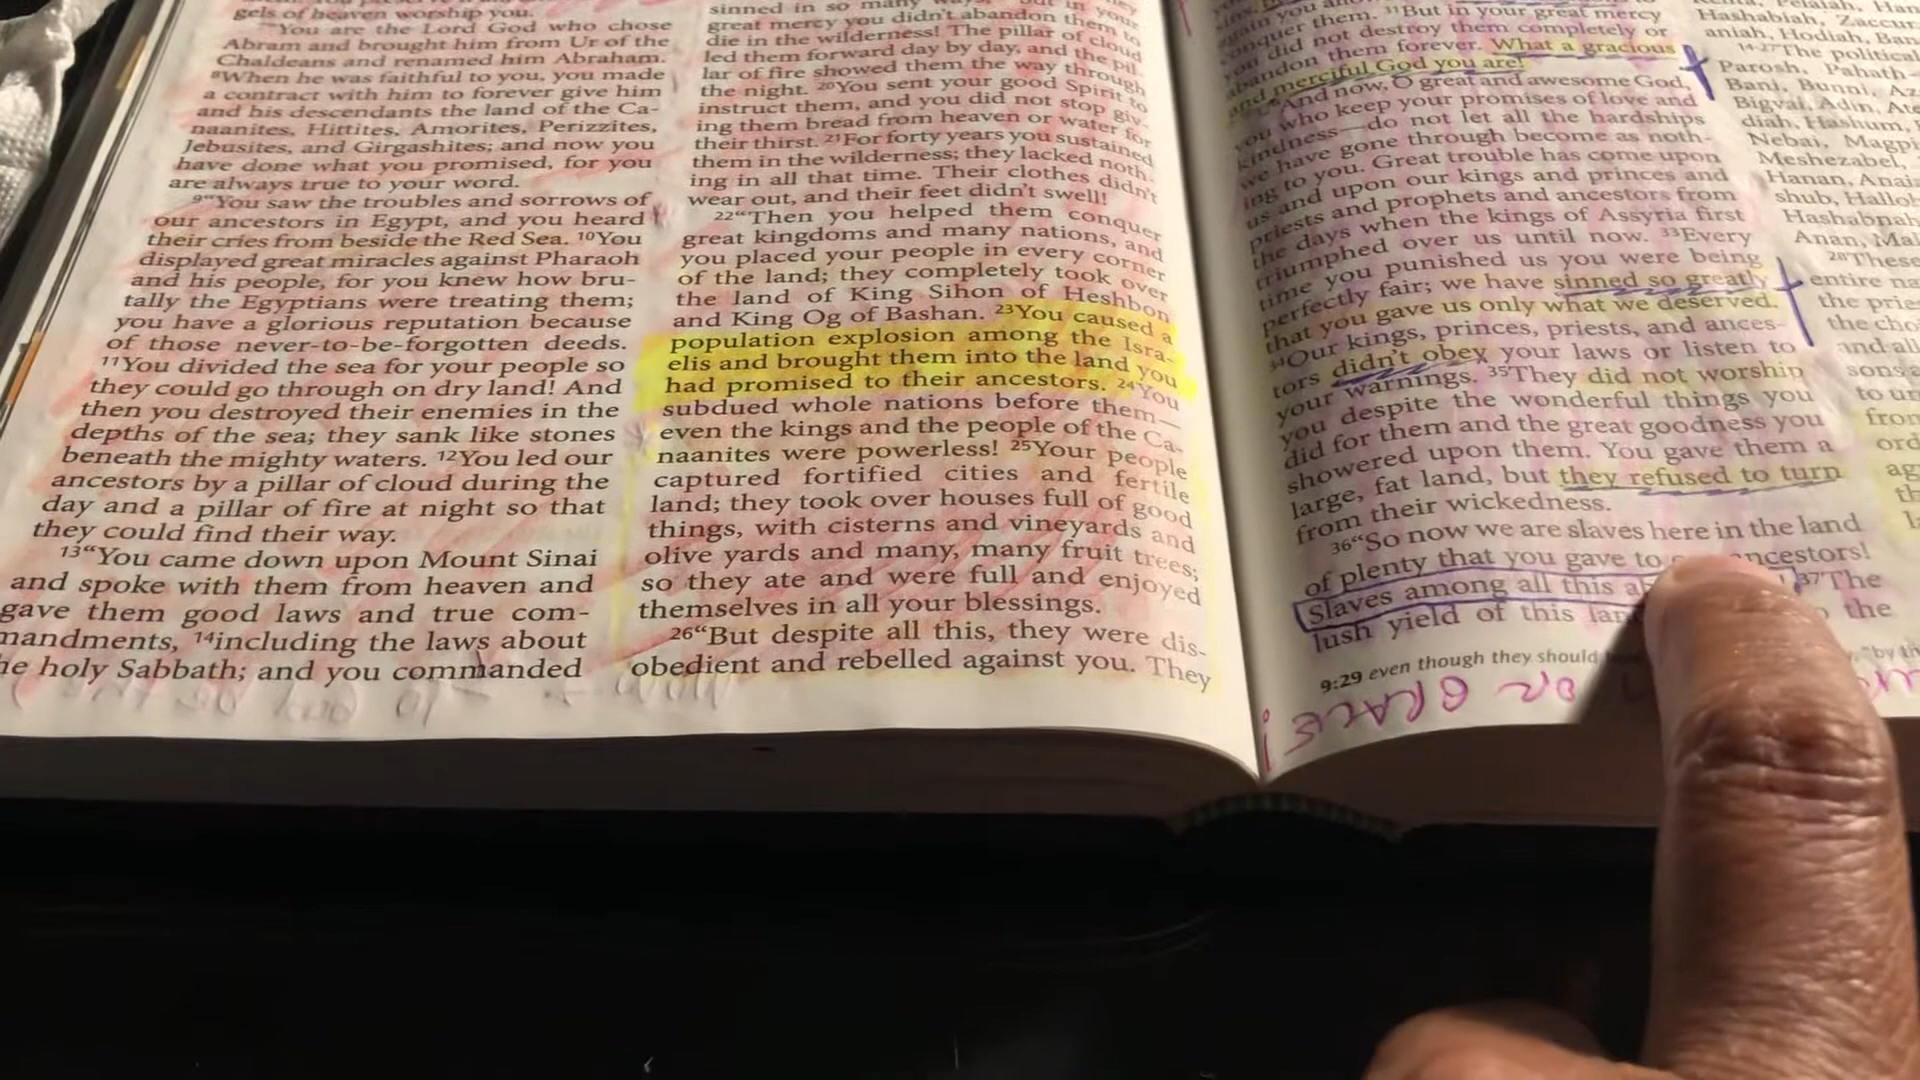 gels of heaven worship you.
"You are the Lord God who chose
Abram and brought him from Ur of the
Chaldeans and renamed him Abraham.
8When he was faithful to you, you made
a contract with him to forever give him
and his descendants the land of the Ca-
naanites, Hittites, Amorites, Perizzites,
Jebusites, and Girgashites; and now you
have done what you promised, for you
are always true to your word.
9"You saw the troubles and sorrows of
our ancestors in Egypt, and you heard
their cries from beside the Red Sea. 10You
displayed great miracles against Pharaoh
and his people, for you knew how bru-
tally the Egyptians were treating them;
you have a glorious reputation because
of those never-to-be-forgotten deeds.
11You divided the sea for your people so
they could go through on dry land! And
then you destroyed their enemies in the
depths of the sea; they sank like stones
beneath the mighty waters. 12You led our
ancestors by a pillar of cloud during the
day and a pillar of fire at night so that
they could find their way.
13"You came down upon Mount Sinai
and spoke with them from heaven and
gave them good laws and true com-
mandments, 14including the laws about
he holy Sabbath; and you commanded
sinned in so many ways! But in your
great mercy you didn't abandon them to
die in the wilderness! The pillar of cloud
led them forward day by day, and the pil-
lar of fire showed them the way through
the night. 20You sent your good Spirit to
instruct them, and you did not stop giv-
ing them bread from heaven or water for
their thirst. 21For forty years you sustained
them in the wilderness; they lacked noth-
ing in all that time. Their clothes didn't
wear out, and their feet didn't swell!
22"Then you helped them conquer
great kingdoms and many nations, and
you placed your people in every corner
of the land; they completely took over
the land of King Sihon of Heshbon
and King Og of Bashan. 23You caused a
population explosion among the Isra-
elis and brought them into the land you
had promised to their ancestors. 24You
subdued whole nations before them—
even the kings and the people of the Ca-
naanites were powerless! 25Your people
captured fortified cities and fertile
land; they took over houses full of good
things, with cisterns and vineyards and
olive yards and many, many fruit trees;
so they ate and were full and enjoyed
themselves in all your blessings.
26"But despite all this, they were dis-
obedient and rebelled against you. They
conquer them. 31But in your great mercy
you did not destroy them completely or
abandon them forever. What a gracious
and merciful God you are!
"And now, O great and awesome God,
you who keep your promises of love and
kindness—do not let all the hardships
we have gone through become as noth-
ing to you. Great trouble has come upon
us and upon our kings and princes and
priests and prophets and ancestors from
the days when the kings of Assyria first
triumphed over us until now. 33Every
time you punished us you were being
perfectly fair; we have sinned so greatly
that you gave us only what we deserved.
34Our kings, princes, priests, and ances-
tors didn't obey your laws or listen to
your warnings. 35They did not worship
you despite the wonderful things you
did for them and the great goodness you
showered upon them. You gave them a
large, fat land, but they refused to turn
from their wickedness.
36"So now we are slaves here in the land
of plenty that you gave to ancestors!
Slaves among all this 37The
lush yield of this the
9:29 even though they should "by
Hashabiah, Zaccur
aniah, Hodiah, Ban
14-27The political
Parosh, Pahath-
Bani, Bunni, Az
Bigvai, Adin, Ate
diah, Hashum,
Nebai, Magpi
Meshezabel,
Hanan, Anai
shub, Halloh
Hashabnah
Anan, Mal
28These
entire na
the prie
the cho
and all
sons a
to un
from
ord
ag
th